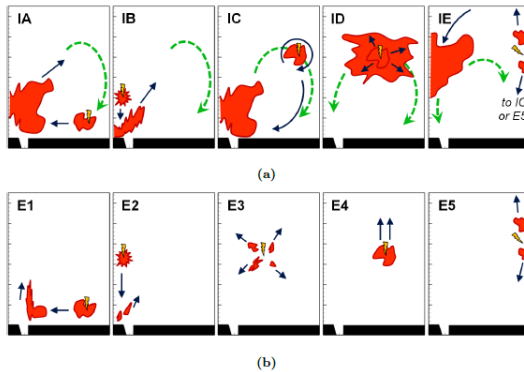 IA IB IC ID IE
to IC
or E5
(a)
E1 E2 E3 E4 E5
(b)